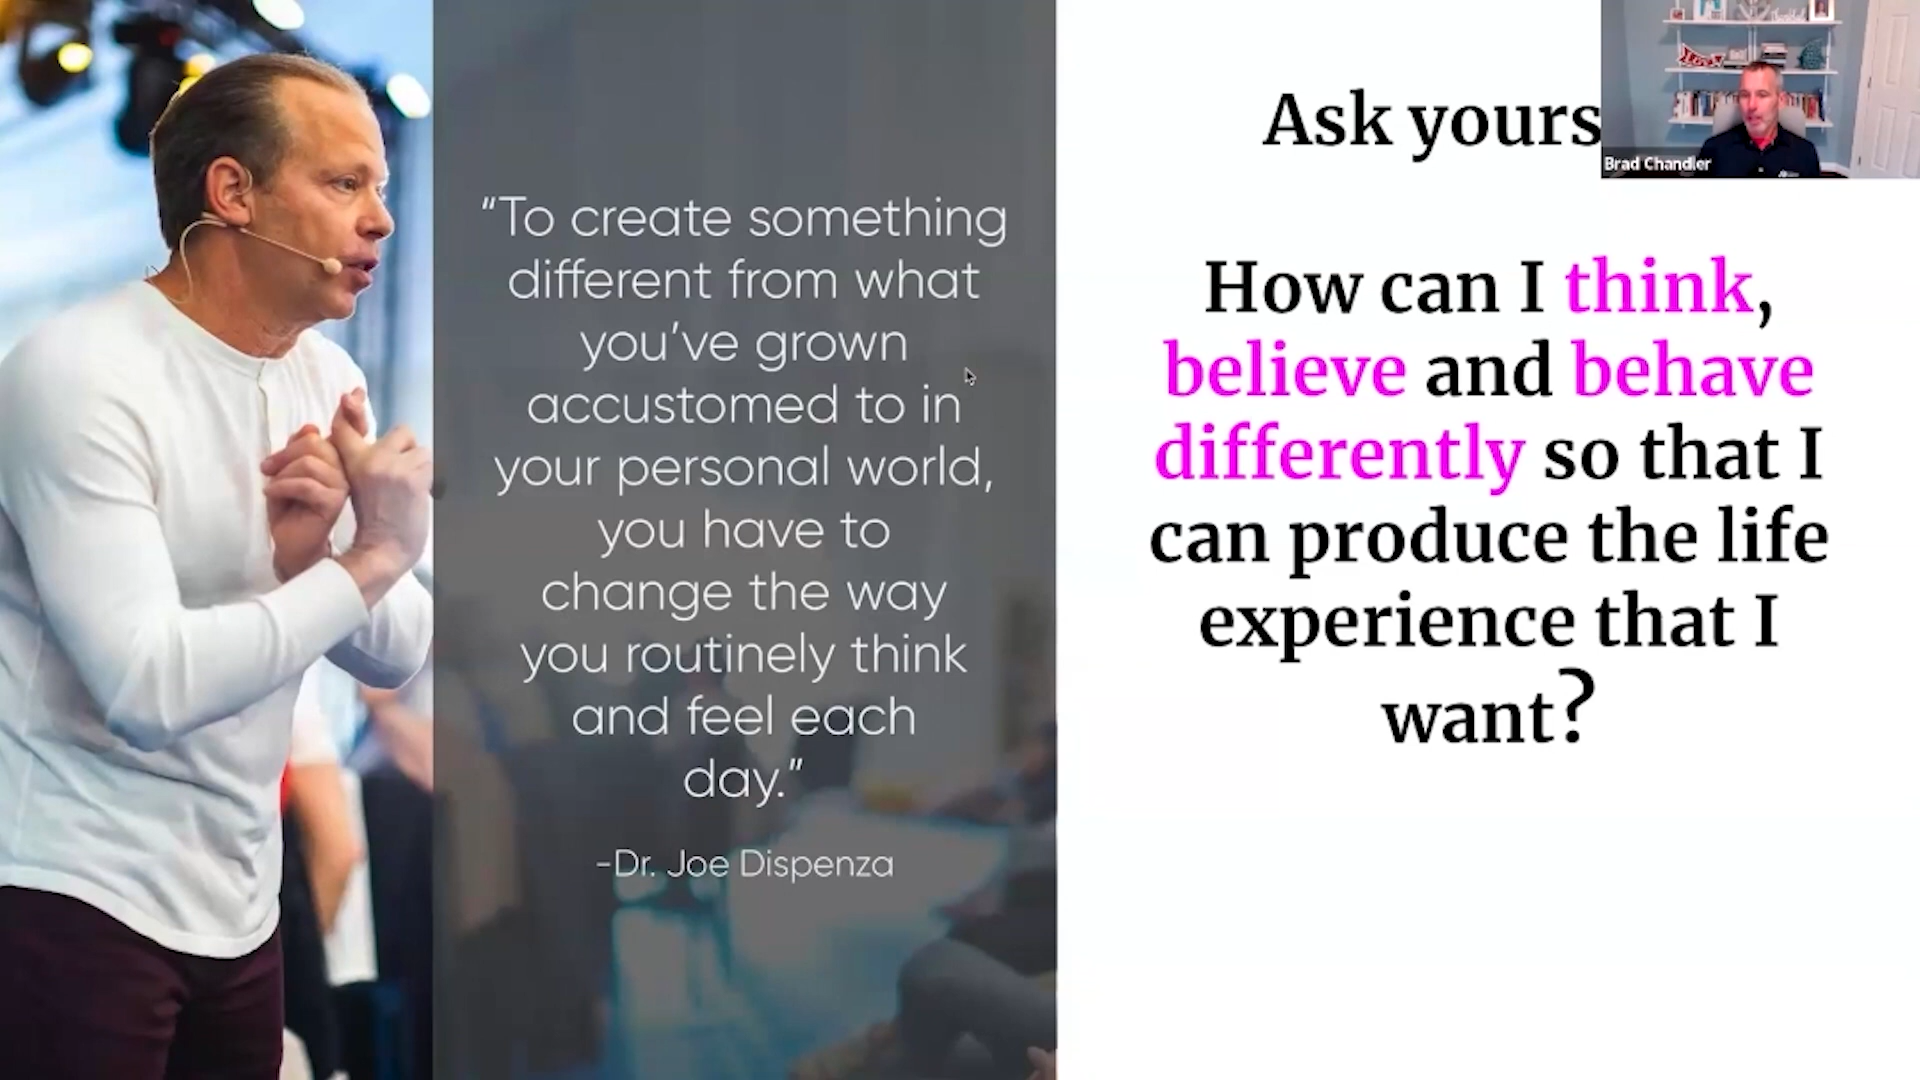 “To create something
different from what
you’ve grown
accustomed to in
your personal world,
you have to
change the way
you routinely think
and feel each
day.”
-Dr. Joe Dispenza
Ask yours
How can I think,
believe and behave
differently so that I
can produce the life
experience that I
want?
Brad Chandler